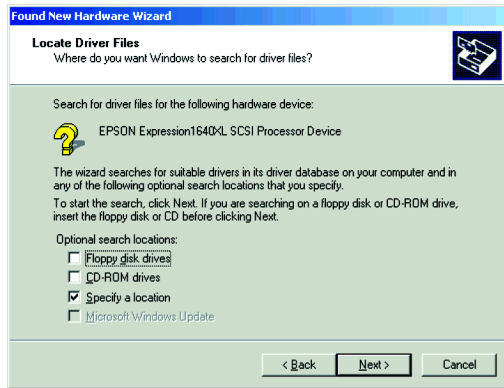 Found New Hardware Wizard
Locate Driver Files
Where do you want Windows to search for driver files?
Search for driver files for the following hardware device:
EPSON Expression1640XL SCSI Processor Device
The wizard searches for suitable drivers in its driver database on your computer and in
any of the following optional search locations that you specify.
To start the search, click Next. If you are searching on a floppy disk or CD-ROM drive,
insert the floppy disk or CD before clicking Next.
Optional search locations:
Floppy disk drives
CD-ROM drives
Specify a location
Microsoft Windows Update
< Back Next > Cancel